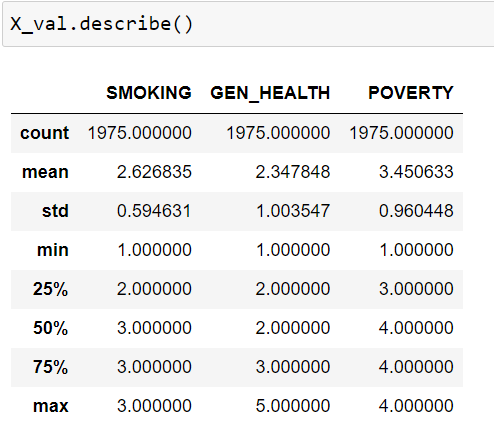 X_val.describe()
SMOKING GEN_HEALTH POVERTY
count 1975.000000 1975.000000 1975.000000
mean 2.626835 2.347848 3.450633
std 0.594631 1.003547 0.960448
min 1.000000 1.000000 1.000000
25% 2.000000 2.000000 3.000000
50% 3.000000 2.000000 4.000000
75% 3.000000 3.000000 4.000000
max 3.000000 5.000000 4.000000